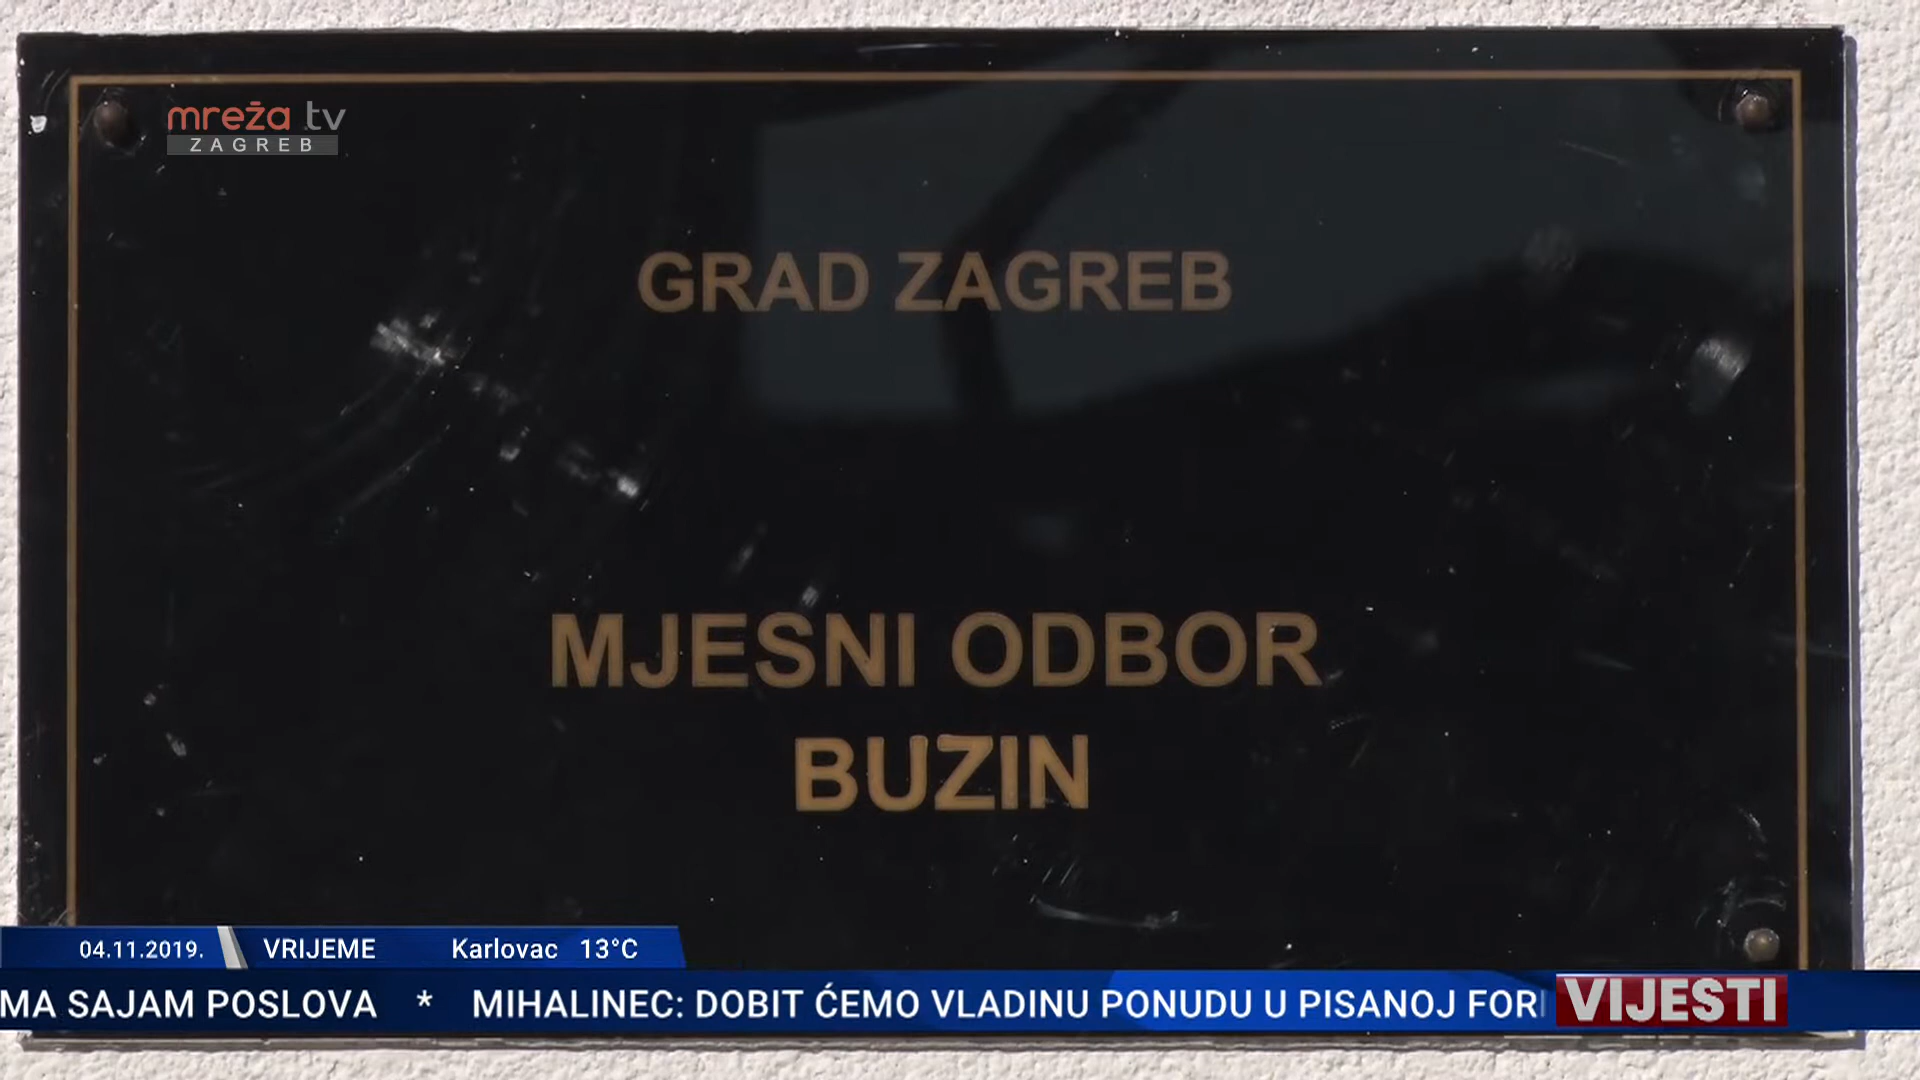 mreža tv
ZAGREB
GRAD ZAGREB
MJESNI ODBOR
BUZIN
04.11.2019. VRIJEME Karlovac 13°C
MA SAJAM POSLOVA * MIHALINEC: DOBIT ĆEMO VLADINU PONUDU U PISANOJ VIJESTI